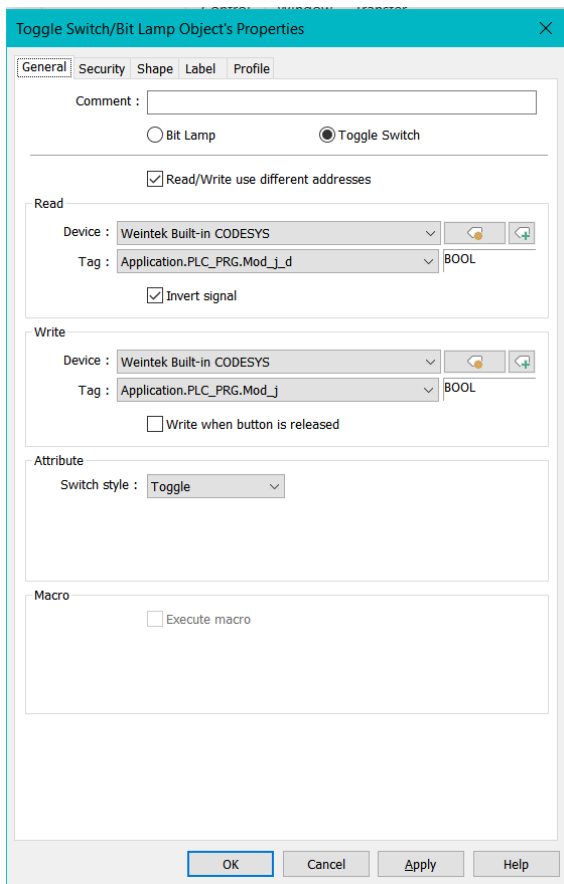 Control Window Transfer
Toggle Switch/Bit Lamp Object's Properties
General Security Shape Label Profile
Comment :
Bit Lamp Toggle Switch
Read/Write use different addresses
Read
Device : Weintek Built-in CODESYS
Tag : Application.PLC_PRG.Mod_j_d BOOL
Invert signal
Write
Device : Weintek Built-in CODESYS
Tag : Application.PLC_PRG.Mod_j BOOL
Write when button is released
Attribute
Switch style : Toggle
Macro
Execute macro
OK Cancel Apply Help